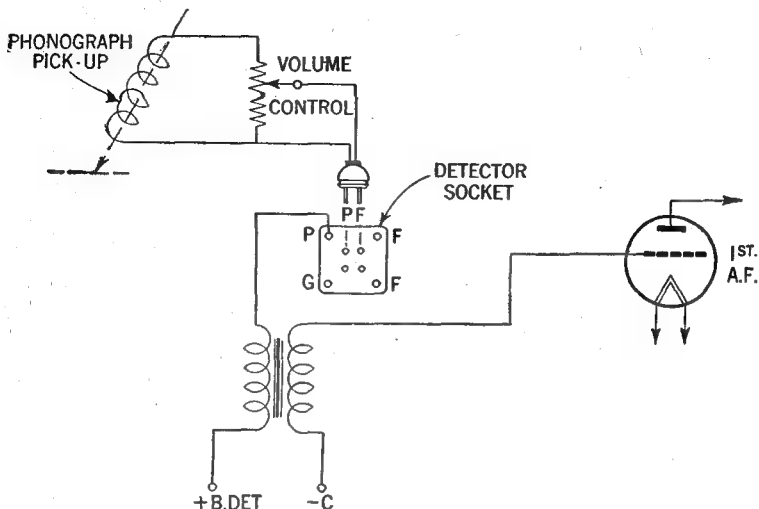 PHONOGRAPH
PICK-UP
VOLUME
CONTROL
DETECTOR
SOCKET
P F
P
F
G
F
1ST.
A.F.
+B.DET
-C